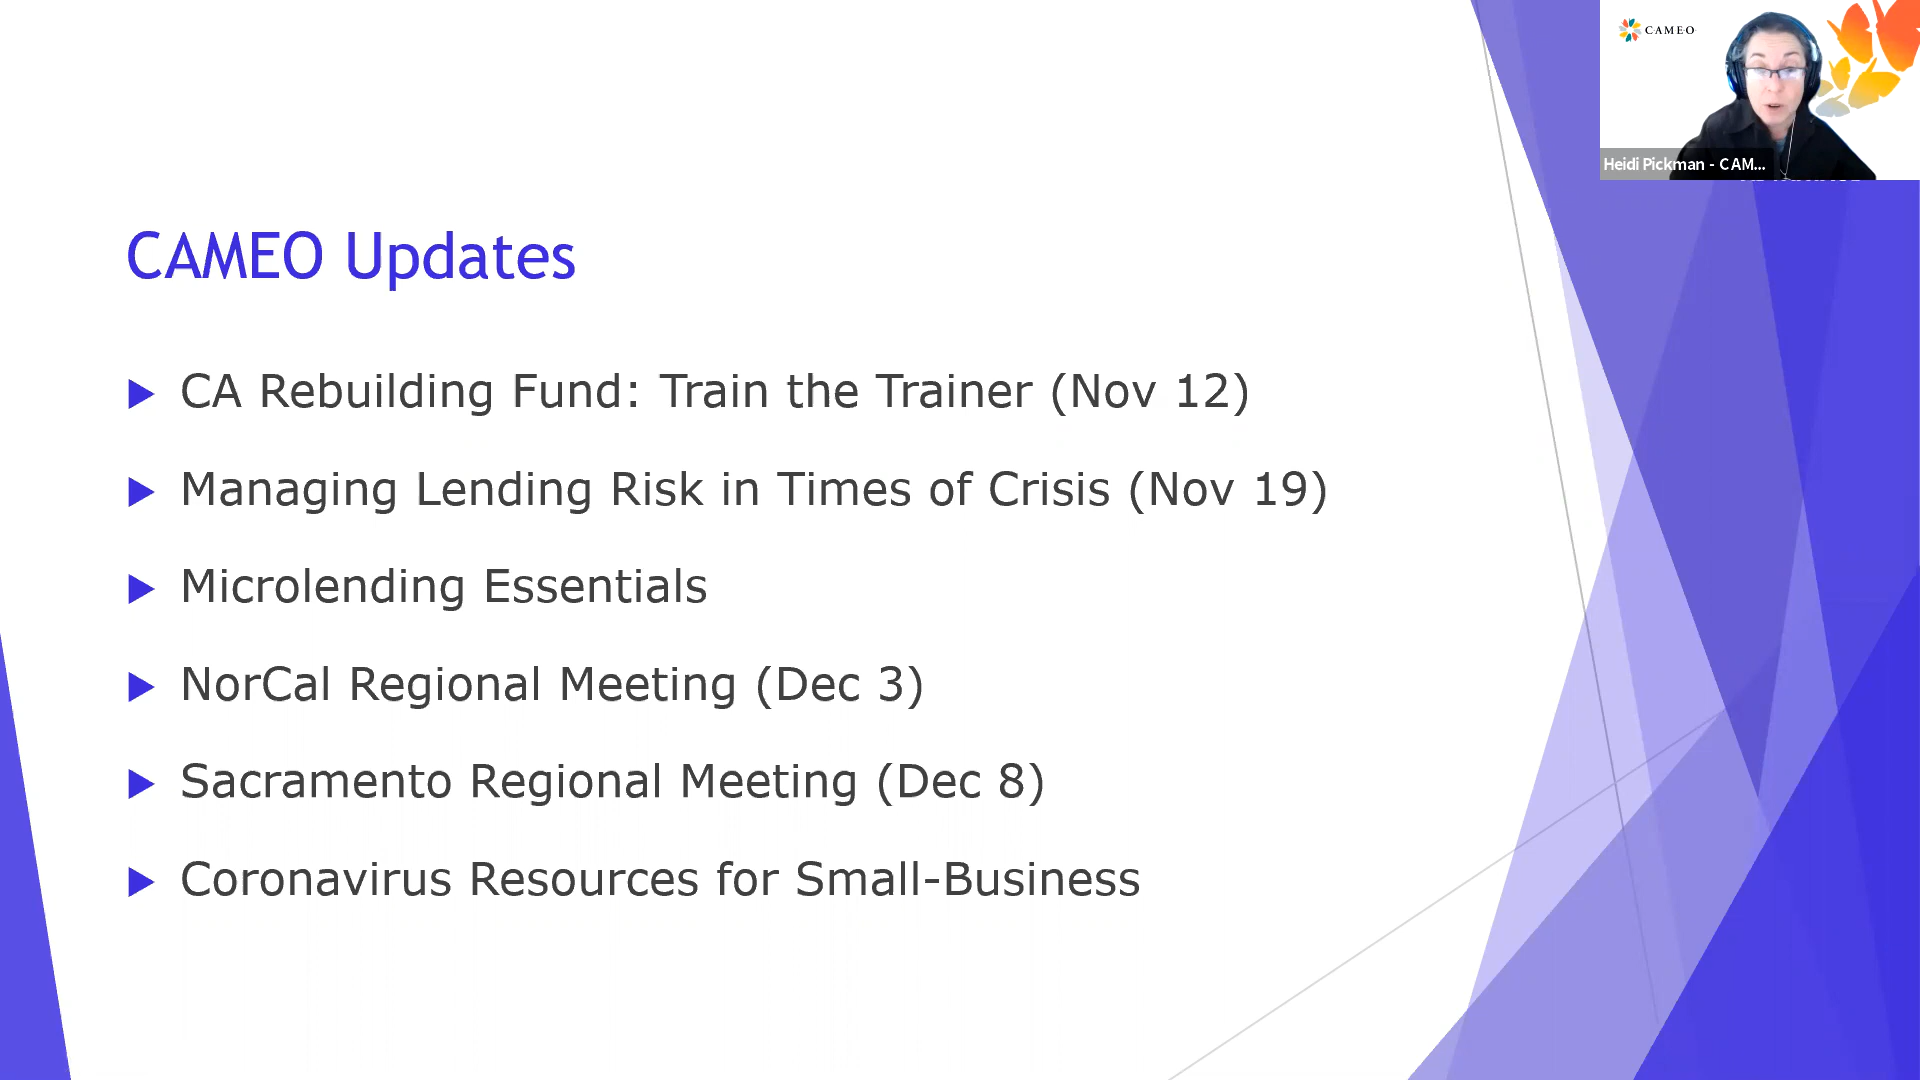 CAMEO
Heidi Pickman - CAM...
CAMEO Updates
CA Rebuilding Fund: Train the Trainer (Nov 12)
Managing Lending Risk in Times of Crisis (Nov 19)
Microlending Essentials
NorCal Regional Meeting (Dec 3)
Sacramento Regional Meeting (Dec 8)
Coronavirus Resources for Small-Business